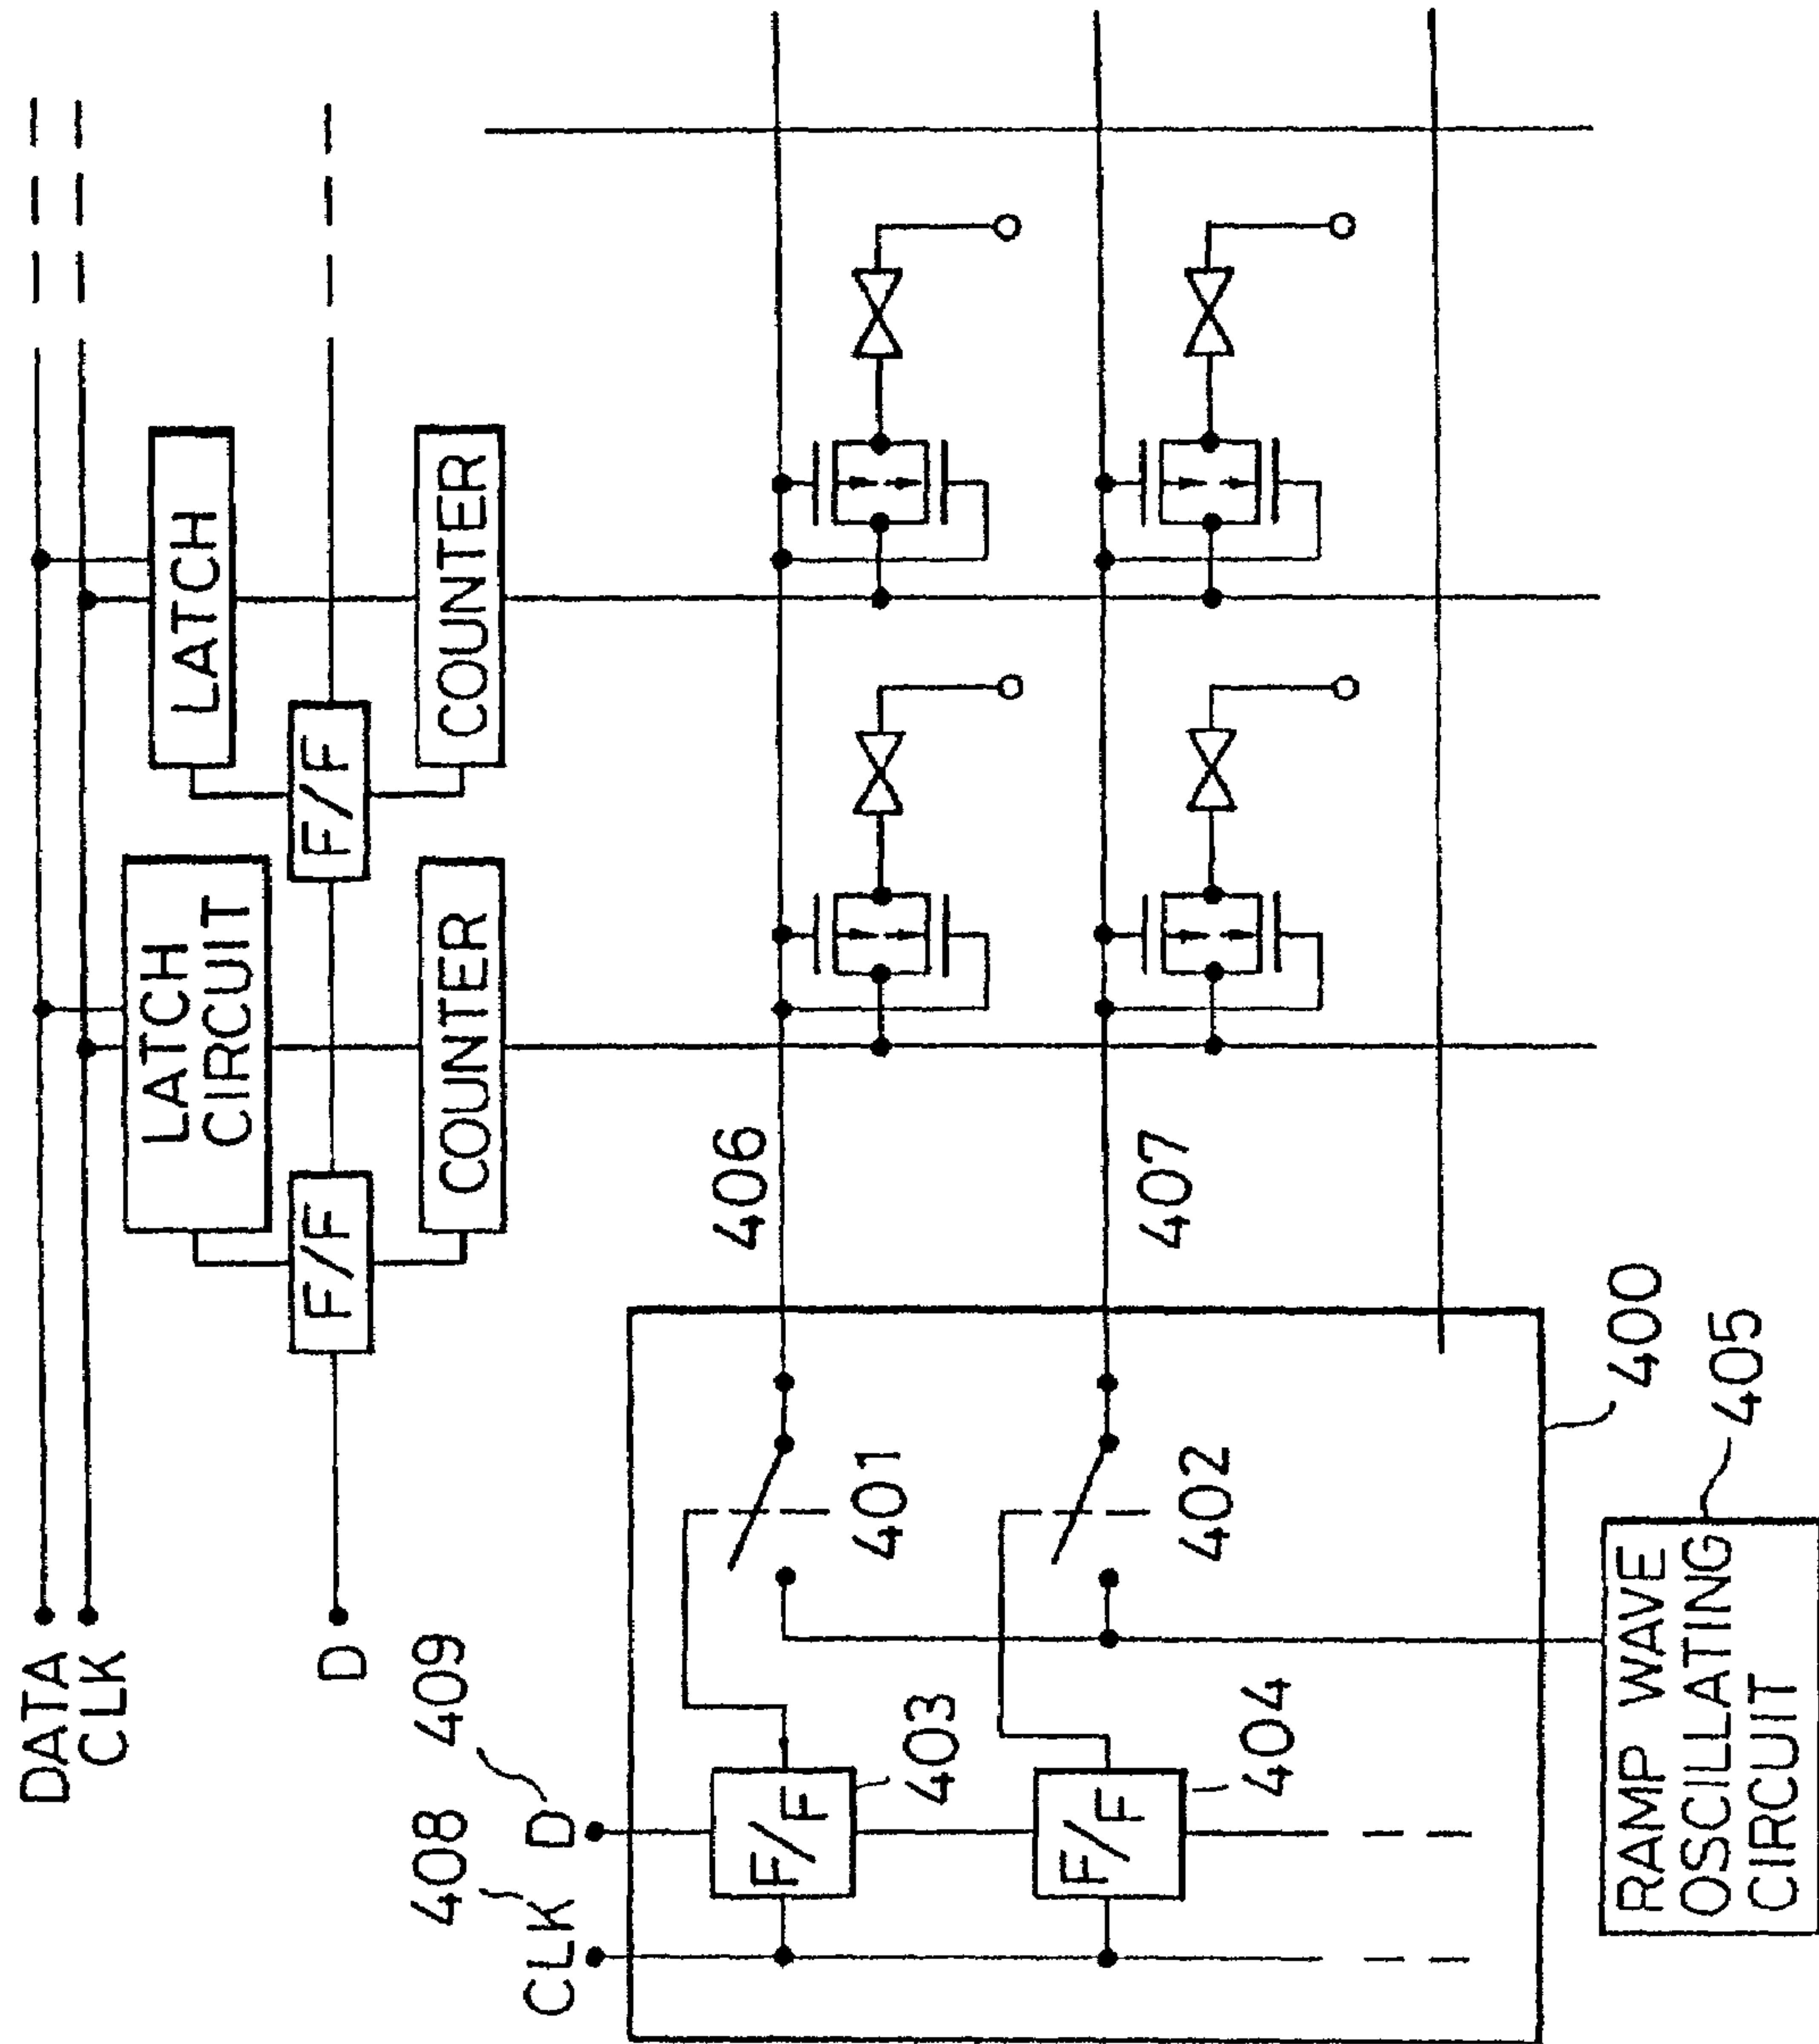 DATA
CLK
D
LATCH
CIRCUIT
LATCH
F/F
F/F
COUNTER
COUNTER
408
409
CLK
D
F/F
403
F/F
404
401
402
406
407
400
405
RAMP WAVE
OSCILLATING
CIRCUIT